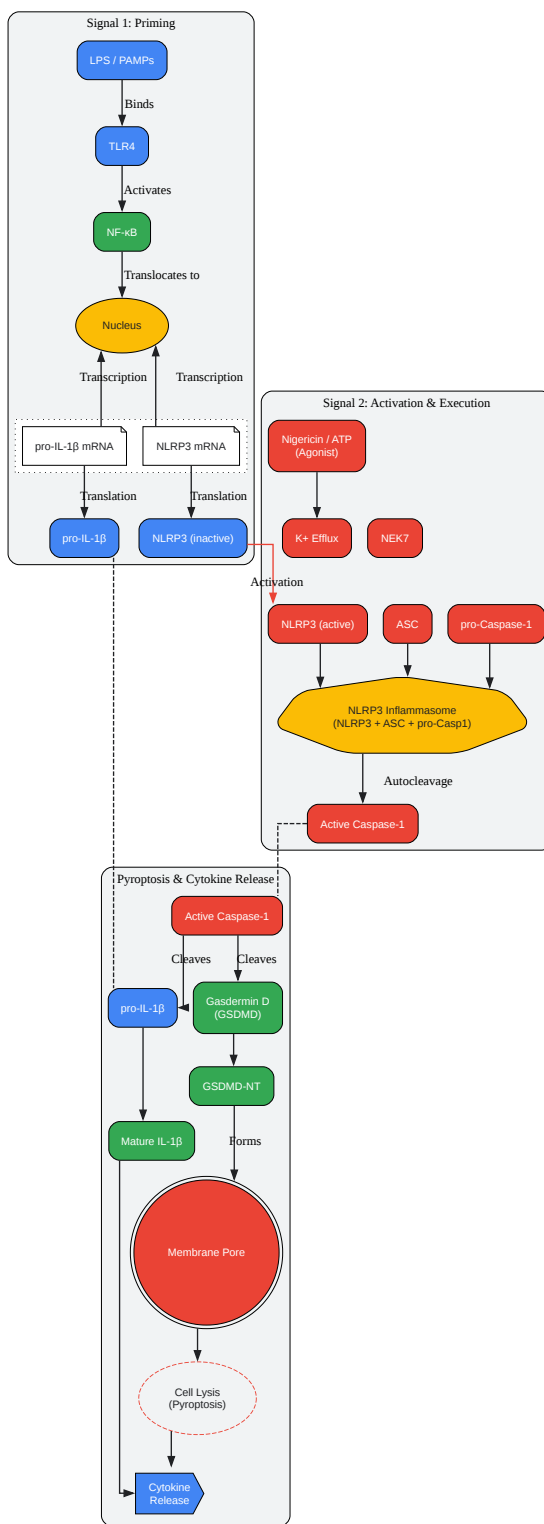 Signal 1: Priming
LPS / PAMPs
Binds
TLR4
Activates
NF-κB
Translocates to
Nucleus
Transcription
Transcription
pro-IL-1β mRNA
NLRP3 mRNA
Translation
Translation
pro-IL-1β
NLRP3 (inactive)
Signal 2: Activation & Execution
Nigericin / ATP
(Agonist)
K+ Efflux
NEK7
Activation
NLRP3 (active)
ASC
pro-Caspase-1
NLRP3 Inflammasome
(NLRP3 + ASC + pro-Casp1)
Autocleavage
Active Caspase-1
Pyroptosis & Cytokine Release
Active Caspase-1
Cleaves
Cleaves
pro-IL-1β
Gasdermin D
(GSDMD)
GSDMD-NT
Mature IL-1β
Forms
Membrane Pore
Cell Lysis
(Pyroptosis)
Cytokine
Release